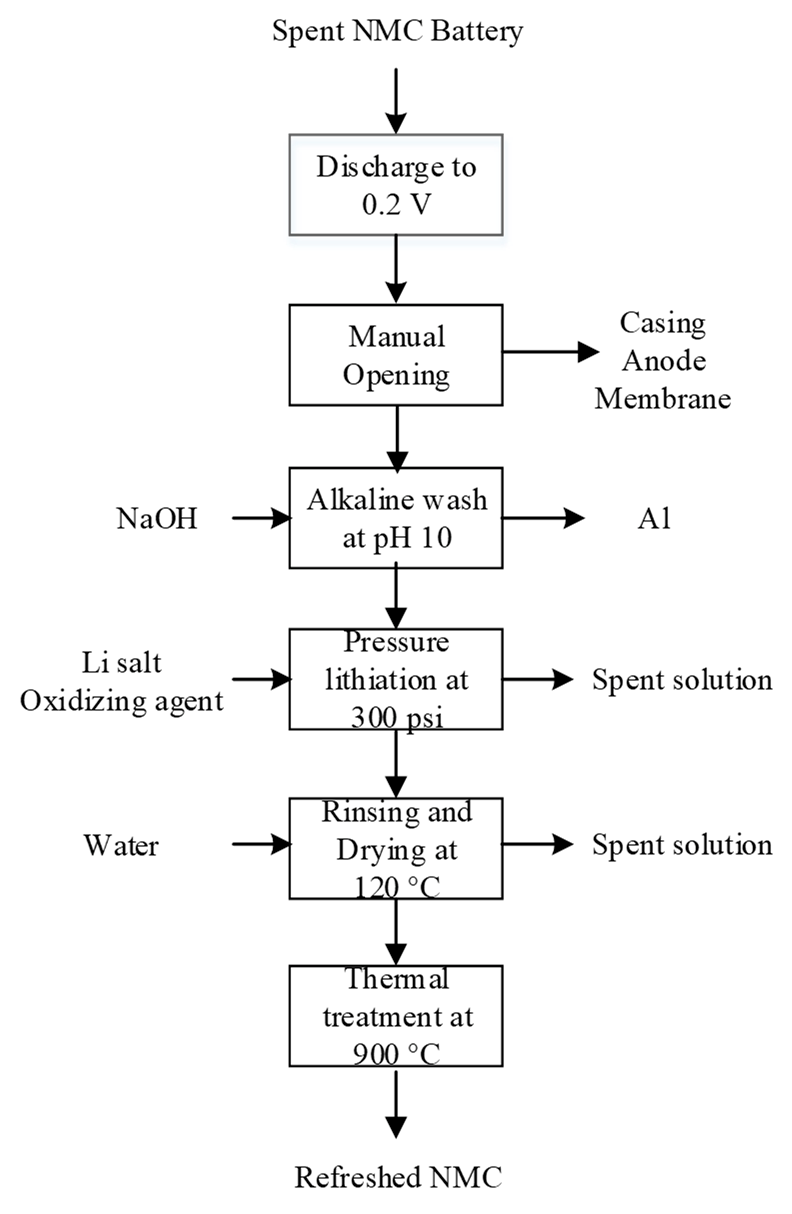 Spent NMC Battery
Discharge to
0.2 V
Manual
Opening
Casing
Anode
Membrane
NaOH
Alkaline wash
at pH 10
Al
Li salt
Oxidizing agent
Pressure
lithiation at
300 psi
Spent solution
Water
Rinsing and
Drying at
120 °C
Spent solution
Thermal
treatment at
900 °C
Refreshed NMC